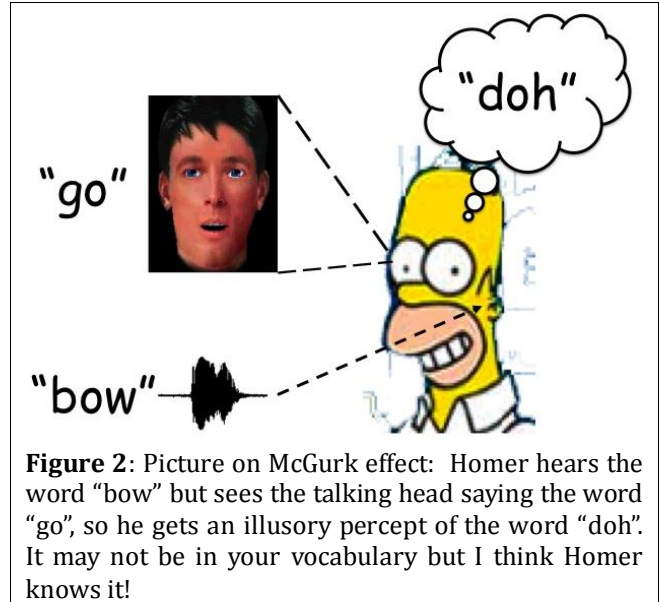 "doh"
"go"
"bow"
Figure 2: Picture on McGurk effect: Homer hears the
word “bow” but sees the talking head saying the word
“go”, so he gets an illusory percept of the word “doh”.
It may not be in your vocabulary but I think Homer
knows it!